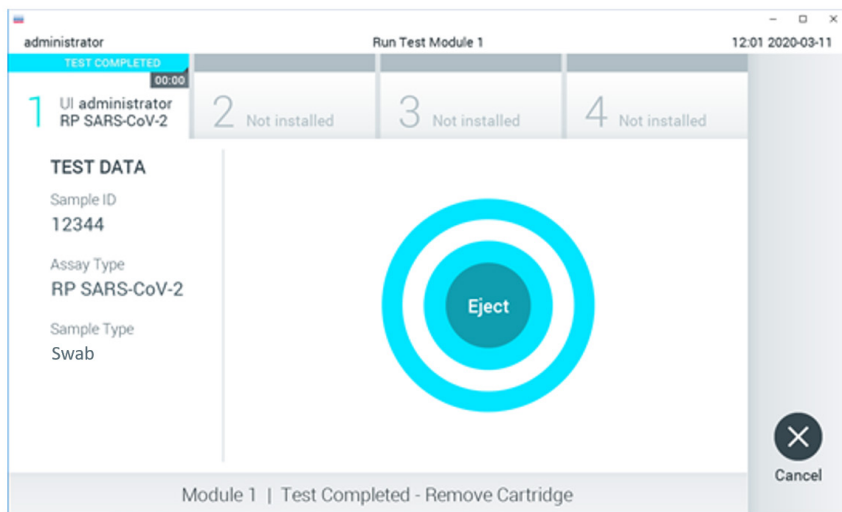 administrator
Run Test Module 1
12:01 2020-03-11
TEST COMPLETED
00:00
1 UI administrator
RP SARS-CoV-2
2 Not installed
3 Not installed
4 Not installed
TEST DATA
Sample ID
12344
Assay Type
RP SARS-CoV-2
Sample Type
Swab
Eject
Cancel
Module 1 | Test Completed - Remove Cartridge